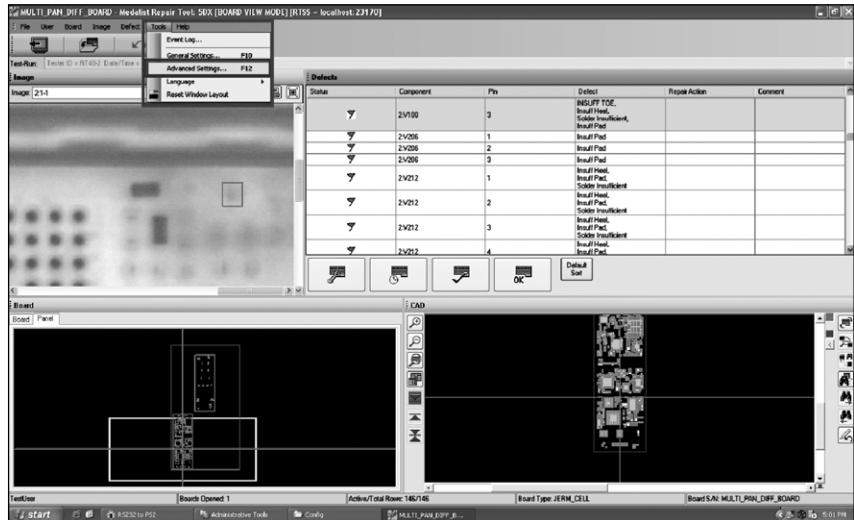 MULTI_PAN_DIFF_BOARD - Medalist Repair Tool: 5DX [BOARD VIEW MODE] [RTSS - localhost: 23170]
File User Board Image Defect Tools Help
Event Log...
General Settings... F10
Advanced Settings... F12
Language
Reset Window Layout
Test-Run:
Image
Image: 2:1-1
Defects
Status Component Pin Defect Repair Action Comment
2:V100 3 INSUFF TOE,
Insuff Heel,
Solder Insufficient,
Insuff Pad
2:V206 1 Insuff Pad
2:V206 2 Insuff Pad
2:V206 3 Insuff Pad
2:V212 1 Insuff Heel,
Insuff Pad,
Solder Insufficient
2:V212 2 Insuff Heel,
Insuff Pad,
Solder Insufficient
2:V212 3 Insuff Heel,
Insuff Pad,
Solder Insufficient
2:V212 4 Insuff Heel,
Insuff Pad,
OK
Default
Sort
Board
Board Panel
CAD
TestUser Boards Opened: 1 Active/Total Rows: 146/146 Board Type: JERM_CELL Board S/N: MULTI_PAN_DIFF_BOARD
start RS232 to PS2 Administrative Tools Config MULTI_PAN_DIFF_B... 5:01 PM